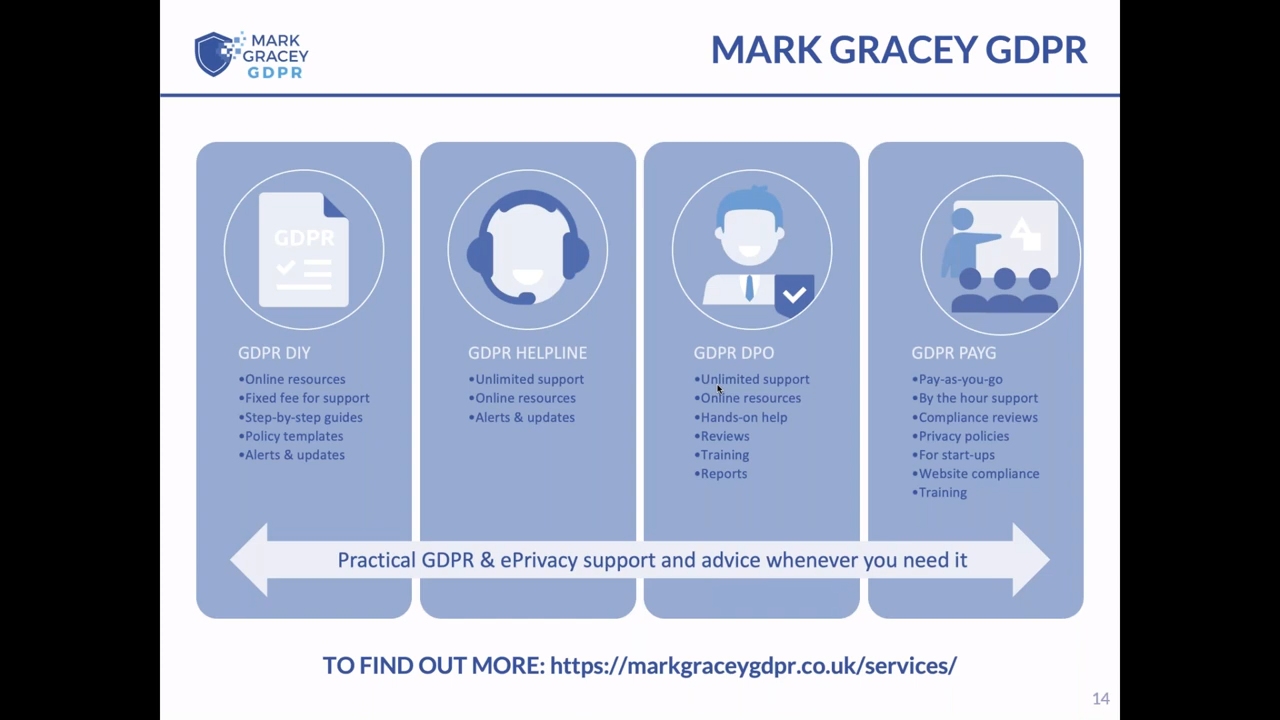 MARK
GRACEY
GDPR
MARK GRACEY GDPR
GDPR
GDPR DIY
•Online resources
•Fixed fee for support
•Step-by-step guides
•Policy templates
•Alerts & updates
GDPR HELPLINE
•Unlimited support
•Online resources
•Alerts & updates
GDPR DPO
•Unlimited support
•Online resources
•Hands-on help
•Reviews
•Training
•Reports
GDPR PAYG
•Pay-as-you-go
•By the hour support
•Compliance reviews
•Privacy policies
•For start-ups
•Website compliance
•Training
Practical GDPR & ePrivacy support and advice whenever you need it
TO FIND OUT MORE: https://markgraceygdpr.co.uk/services/
14